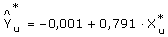 Ŷ*u = –0,001 + 0,791 · X*u